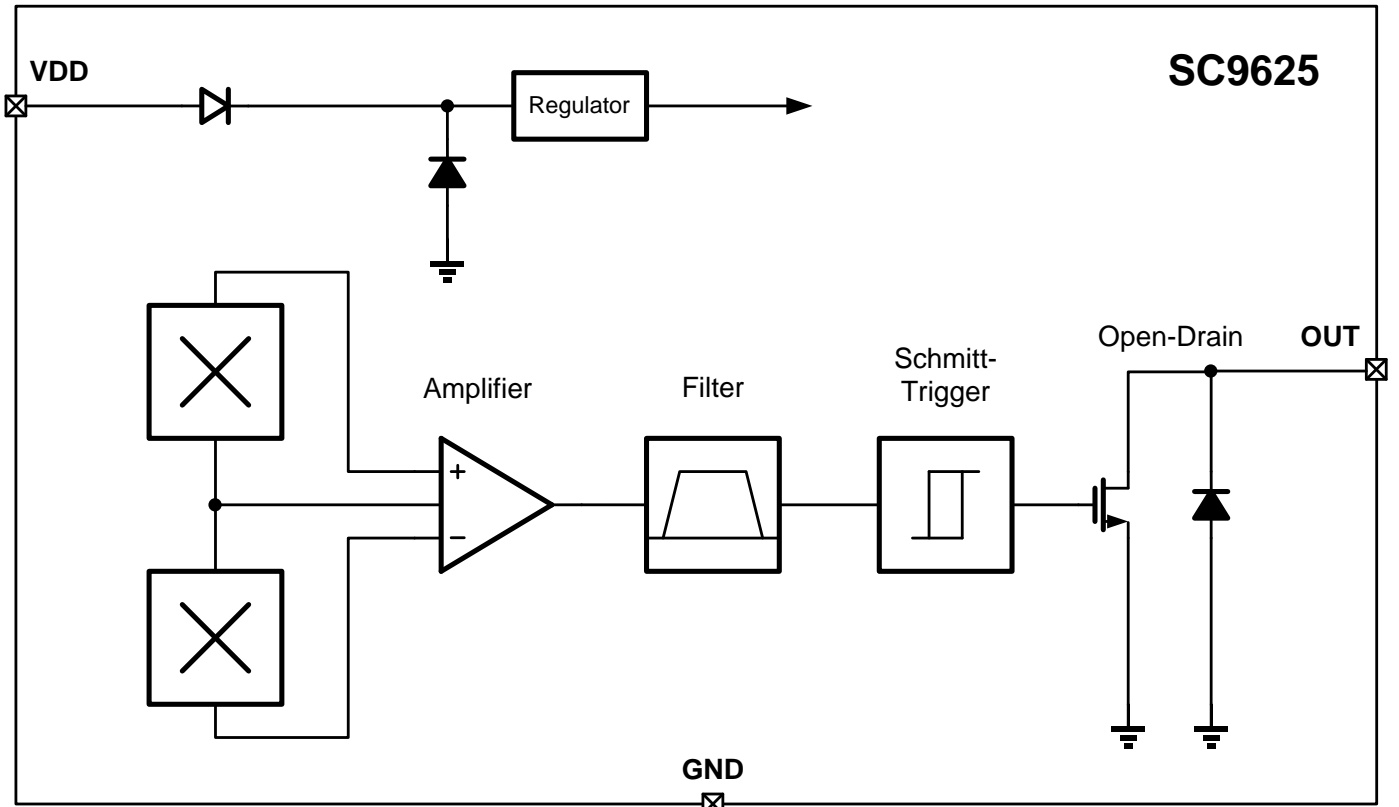 VDD
SC9625
Regulator
Open-Drain
OUT
Schmitt-
Trigger
Amplifier
Filter
+
−
GND